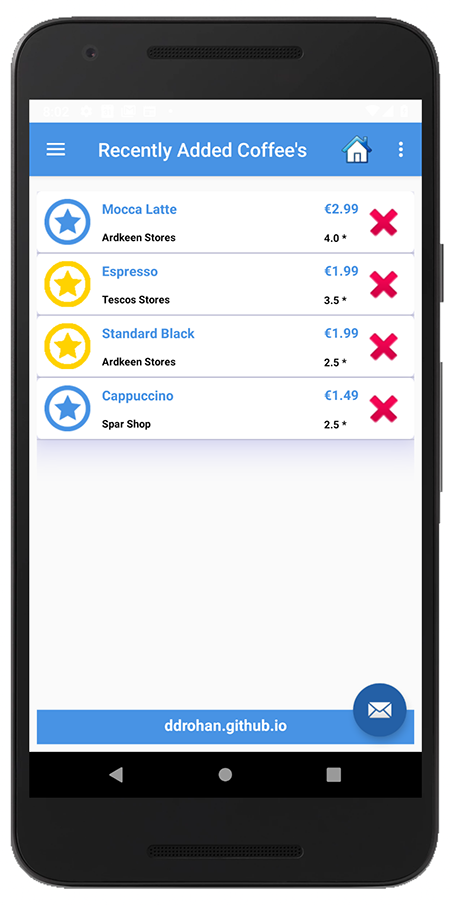 Recently Added Coffee's
Mocca Latte €2.99
Ardkeen Stores 4.0 *
Espresso €1.99
Tescos Stores 3.5 *
Standard Black €1.99
Ardkeen Stores 2.5 *
Cappuccino €1.49
Spar Shop 2.5 *
ddrohan.github.io